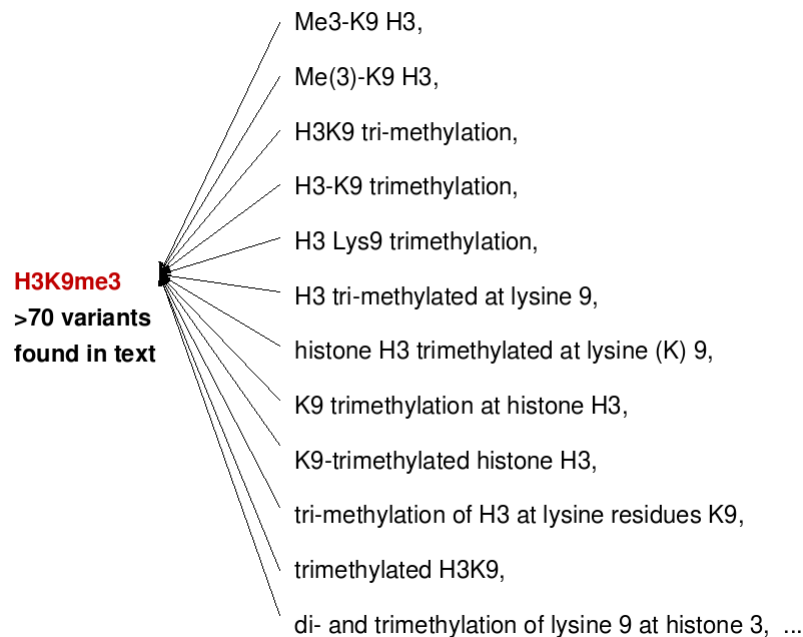 Me3-K9 H3,
Me(3)-K9 H3,
H3K9 tri-methylation,
H3-K9 trimethylation,
H3 Lys9 trimethylation,
H3K9me3
>70 variants
found in text
H3 tri-methylated at lysine 9,
histone H3 trimethylated at lysine (K) 9,
K9 trimethylation at histone H3,
K9-trimethylated histone H3,
tri-methylation of H3 at lysine residues K9,
trimethylated H3K9,
di- and trimethylation of lysine 9 at histone 3, ...